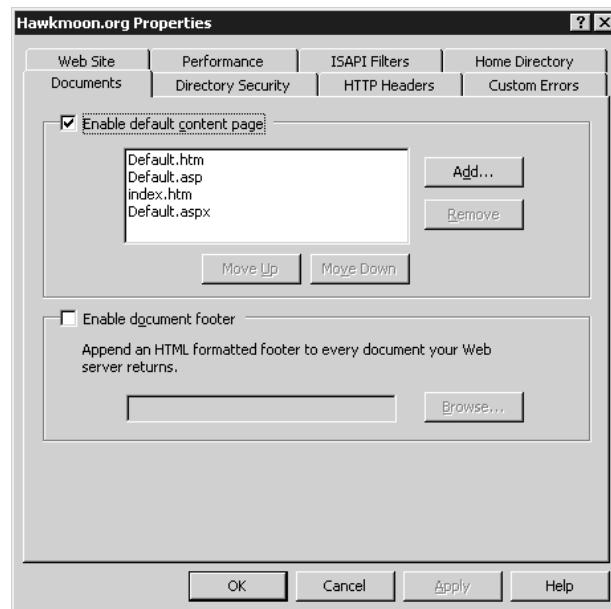 Hawkmoon.org Properties
Web Site
Performance
ISAPI Filters
Home Directory
Documents
Directory Security
HTTP Headers
Custom Errors
Enable default content page
Default.htm
Default.asp
index.htm
Default.aspx
Add...
Remove
Move Up
Move Down
Enable document footer
Append an HTML formatted footer to every document your Web
server returns.
Browse...
OK
Cancel
Apply
Help